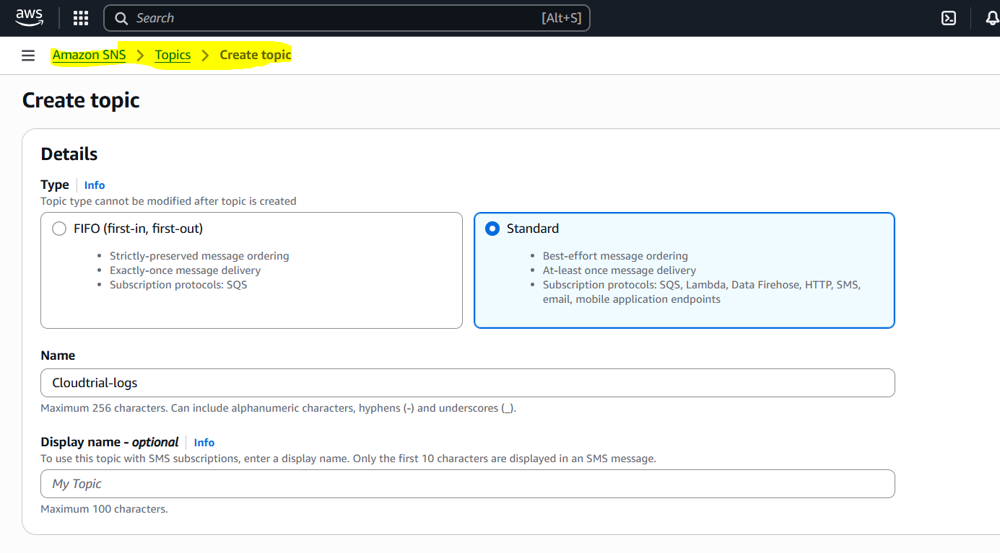 aws Search [Alt+S]
Amazon SNS > Topics > Create topic
Create topic
Details
Type Info
Topic type cannot be modified after topic is created
FIFO (first-in, first-out)
• Strictly-preserved message ordering
• Exactly-once message delivery
• Subscription protocols: SQS
Standard
• Best-effort message ordering
• At-least once message delivery
• Subscription protocols: SQS, Lambda, Data Firehose, HTTP, SMS,
email, mobile application endpoints
Name
Cloudtrial-logs
Maximum 256 characters. Can include alphanumeric characters, hyphens (-) and underscores (_).
Display name - optional Info
To use this topic with SMS subscriptions, enter a display name. Only the first 10 characters are displayed in an SMS message.
My Topic
Maximum 100 characters.